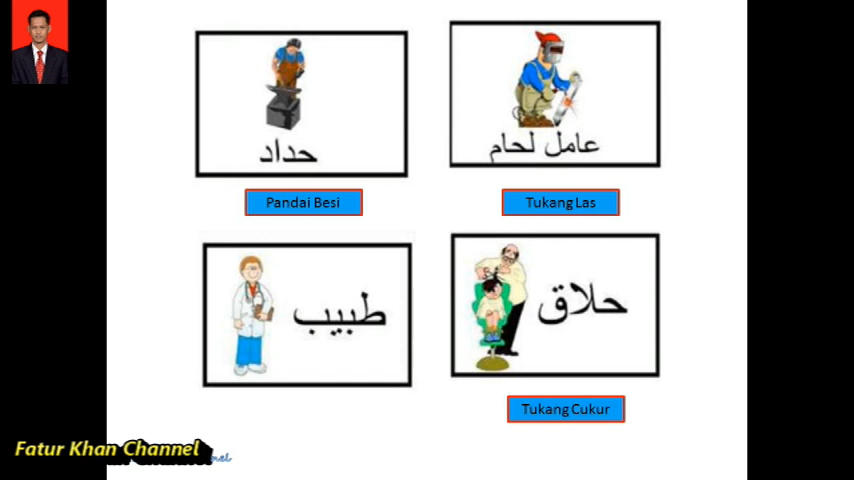 حداد
عامل لحام
Pandai Besi
Tukang Las
طبيب
حلاق
Tukang Cukur
Fatur Khan Channel